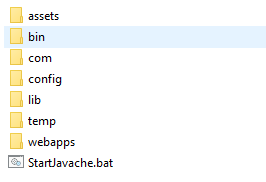 assets
bin
com
config
lib
temp
webapps
StartJavache.bat